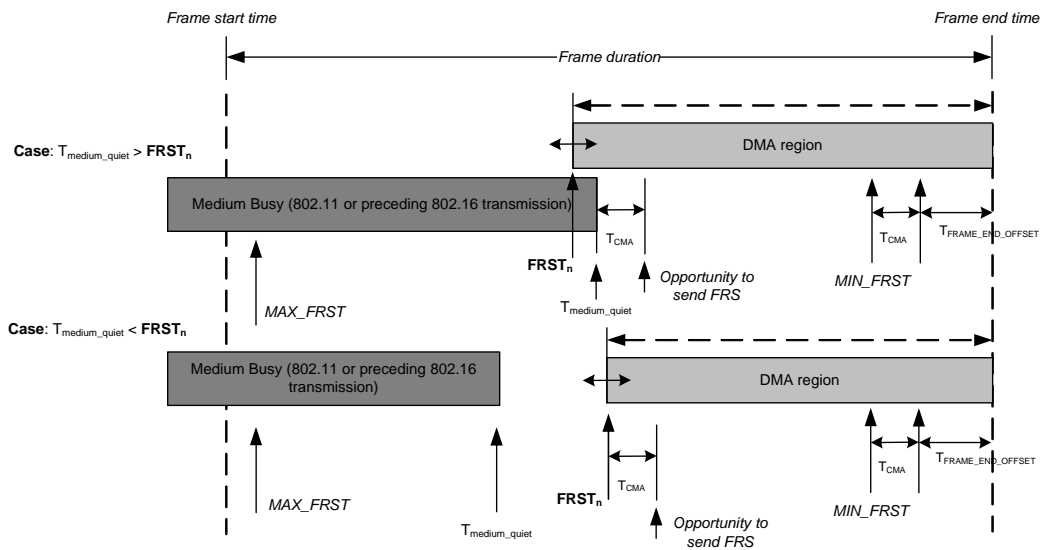 Frame start time
Frame end time
Frame duration
Case: T_medium_quiet > FRST_n
DMA region
Medium Busy (802.11 or preceding 802.16 transmission)
T_CMA
T_CMA
T_FRAME_END_OFFSET
FRST_n
Opportunity to
send FRS
MIN_FRST
MAX_FRST
T_medium_quiet
Case: T_medium_quiet < FRST_n
Medium Busy (802.11 or preceding 802.16
transmission)
DMA region
T_CMA
T_CMA
T_FRAME_END_OFFSET
MAX_FRST
FRST_n
MIN_FRST
T_medium_quiet
Opportunity to
send FRS